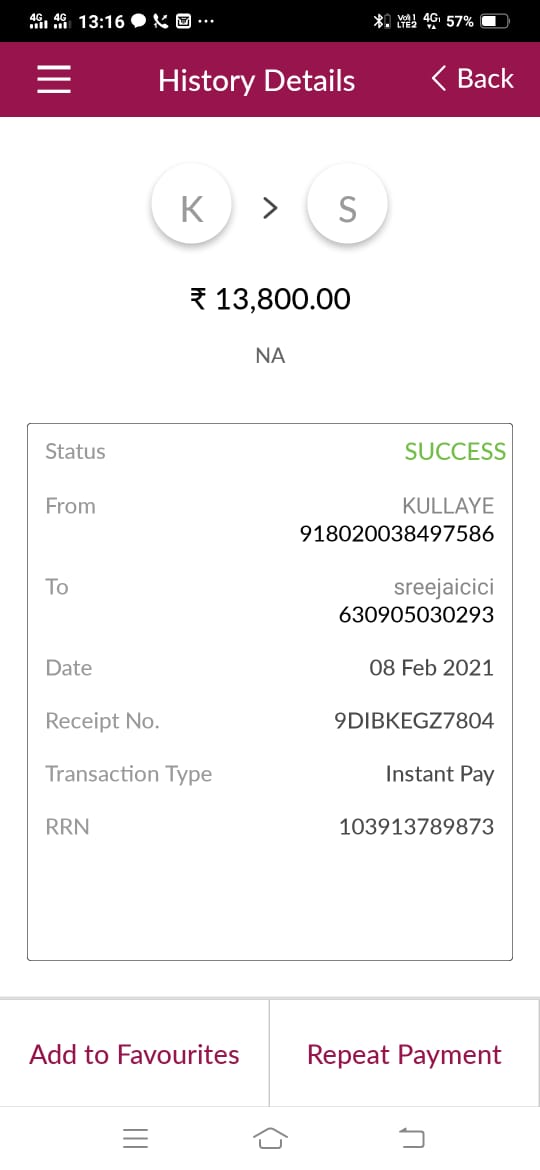 4G 4G 13:16 4G 57%
History Details
Back
K > S
₹ 13,800.00
NA
Status SUCCESS
From KULLAYE
918020038497586
To sreejaicici
630905030293
Date 08 Feb 2021
Receipt No. 9DIBKEGZ7804
Transaction Type Instant Pay
RRN 103913789873
Add to Favourites Repeat Payment